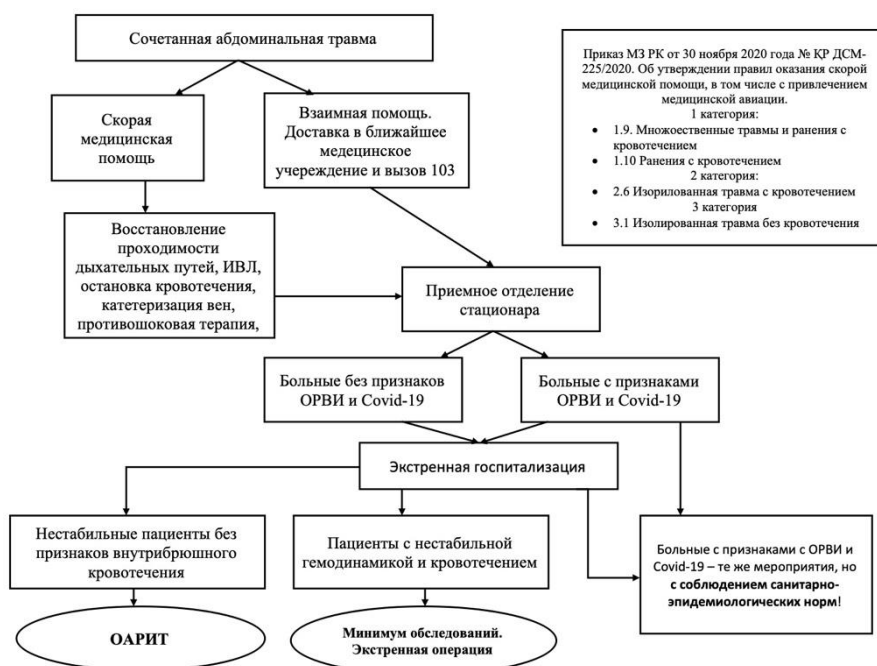 Сочетанная абдоминальная травма
Приказ МЗ РК от 30 ноября 2020 года № ҚР ДСМ-
225/2020. Об утверждении правил оказания скорой
медицинской помощи, в том числе с привлечением
медицинской авиации.
1 категория:
• 1.9. Множоественные травмы и ранения с
кровотечением
• 1.10 Ранения с кровотечением
2 категория:
• 2.6 Изорилованная травма с кровотечением
3 категория
• 3.1 Изолированная травма без кровотечения
Скорая
медицинская
помощь
Взаимная помощь.
Доставка в ближайшее
медецинское
учереждение и вызов 103
Восстановление
проходимости
дыхательных путей, ИВЛ,
остановка кровотечения,
катетеризация вен,
противошоковая терапия,
Приемное отделение
стационара
Больные без признаков
ОРВИ и Covid-19
Больные с признаками
ОРВИ и Covid-19
Экстренная госпитализация
Нестабильные пациенты без
признаков внутрибрюшного
кровотечения
Пациенты с нестабильной
гемодинамикой и кровотечением
Больные с признаками с ОРВИ и
Covid-19 – те же мероприятия, но
с соблюдением санитарно-
эпидемиологических норм!
ОАРИТ
Минимум обследований.
Экстренная операция